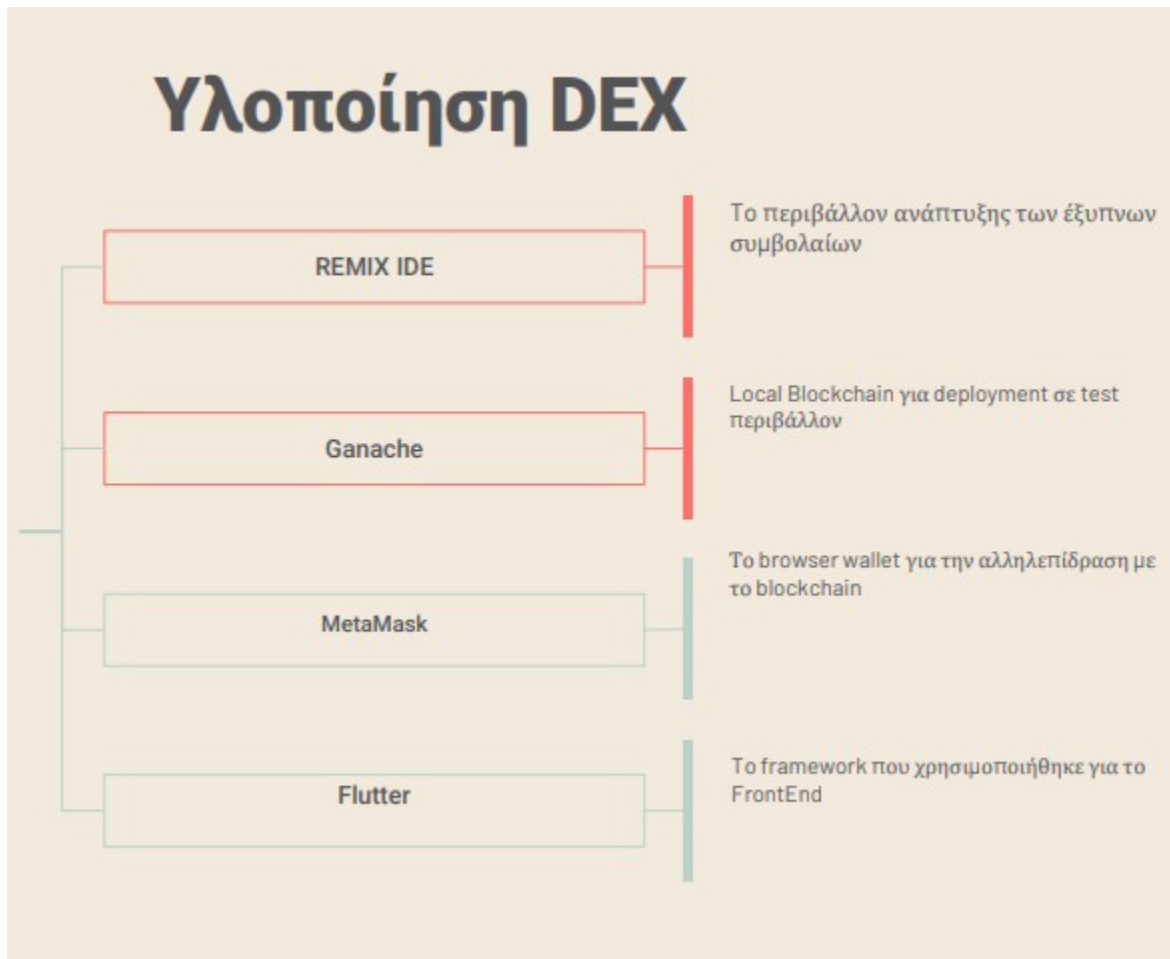 Υλοποίηση DEX
REMIX IDE
Το περιβάλλον ανάπτυξης των έξυπνων
συμβολαίων
Ganache
Local Blockchain για deployment σε test
περιβάλλον
MetaMask
Το browser wallet για την αλληλεπίδραση με
το blockchain
Flutter
Το framework που χρησιμοποιήθηκε για το
FrontEnd